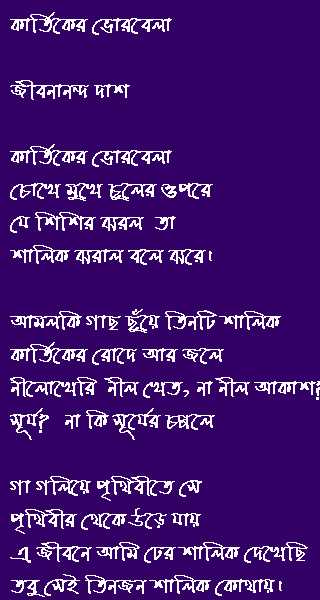 কার্তিকের ভোরবেলা
জীবনানন্দ দাশ
কার্তিকের ভোরবেলা
চোখে মুখে চুলের ওপরে
যে শিশির ঝরল তা
শালিক ঝরাল বলে ঝরে।
আমলকি গাছ ছুঁয়ে তিনটি শালিক
কার্তিকের রোদে আর জলে
নীলোখেরি নীল খেত, না নীল আকাশ?
সূর্য? না কি সূর্যের চপ্পলে
গা গলিয়ে পৃথিবীতে সে
পৃথিবীর থেকে উড়ে যায়
এ জীবনে আমি ঢের শালিক দেখেছি
তবু সেই তিনজন শালিক কোথায়।